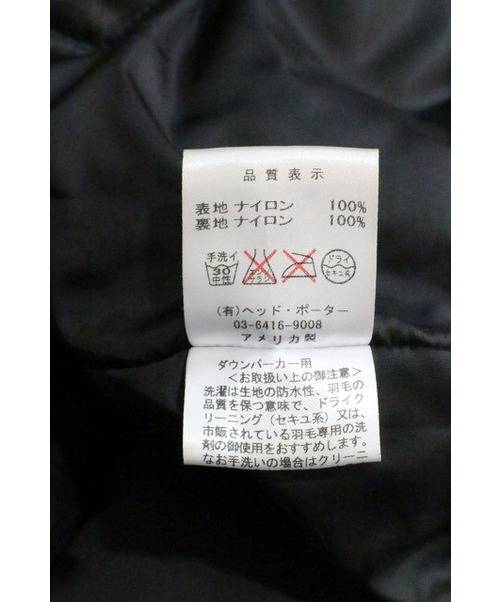 品質表示
表地 ナイロン 100%
裏地 ナイロン 100%
手洗イ
30
中性
エンソ
サラシ
ドライ
セキユ系
(有)ヘッド・ポーター
03-6416-9008
アメリカ製
ダウンパーカー用
<お取扱い上の御注意>
洗濯は生地の防水性、羽毛の
品質を保つ意味で、ドライク
リーニング(セキユ系)又は、
市販されている羽毛専用の洗
剤の御使用をおすすめします。
なお手洗いの場合はクリーニ